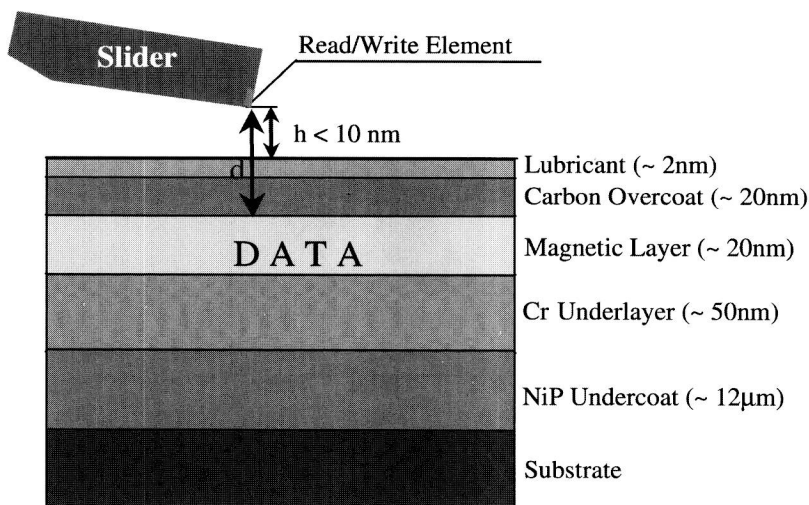 Slider
Read/Write Element
h < 10 nm
d
Lubricant (~ 2nm)
Carbon Overcoat (~ 20nm)
DATA
Magnetic Layer (~ 20nm)
Cr Underlayer (~ 50nm)
NiP Undercoat (~ 12μm)
Substrate